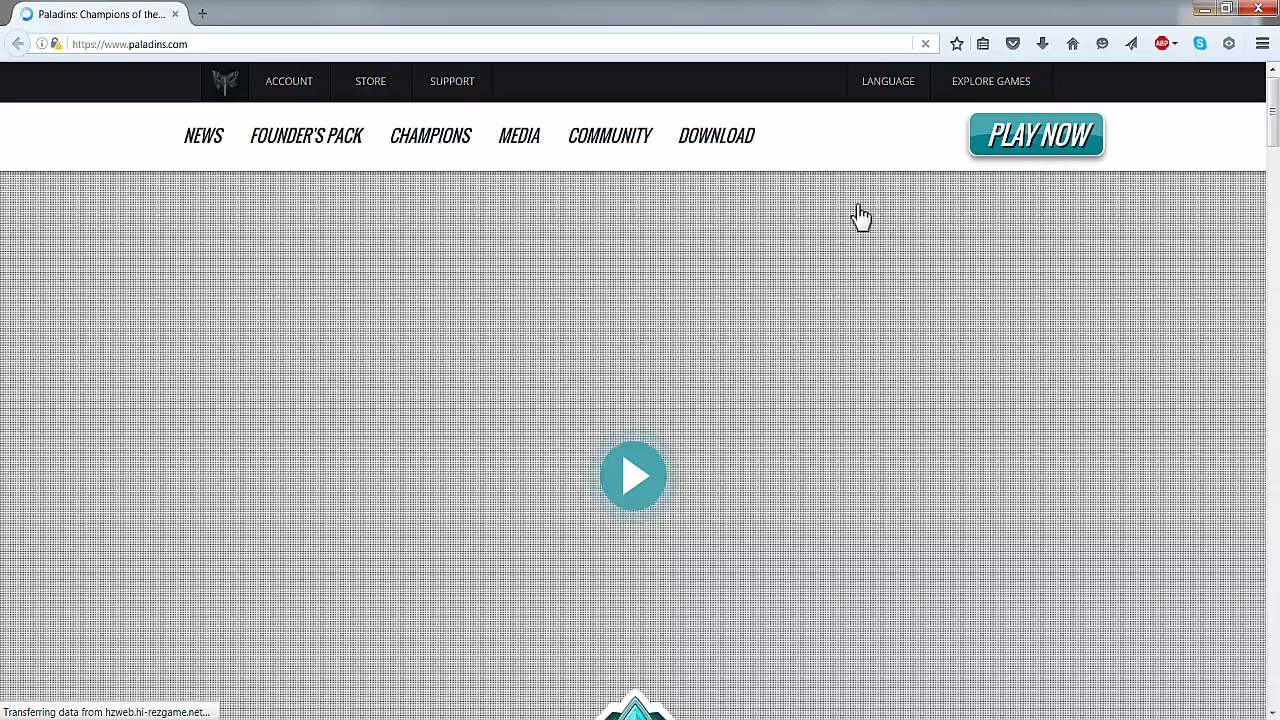 Paladins: Champions of the...
https://www.paladins.com
ABP
ACCOUNT STORE SUPPORT LANGUAGE EXPLORE GAMES
NEWS FOUNDER'S PACK CHAMPIONS MEDIA COMMUNITY DOWNLOAD PLAY NOW
Transferring data from hzweb.hi-rezgame.net...